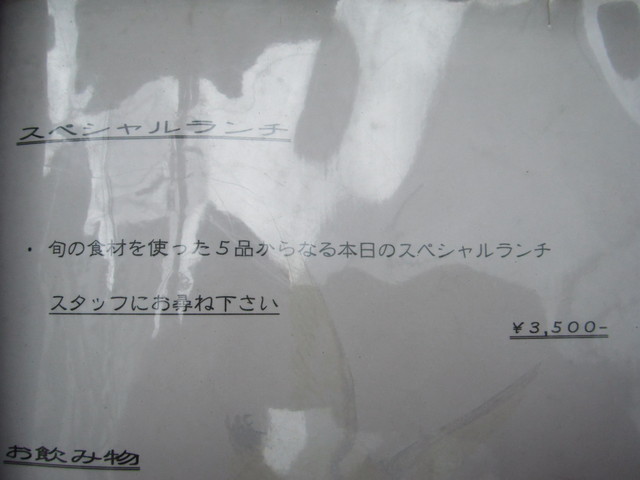 スペシャルランチ
・ 旬の食材を使った５品からなる本日のスペシャルランチ
スタッフにお尋ね下さい
￥３,５００−
お飲み物